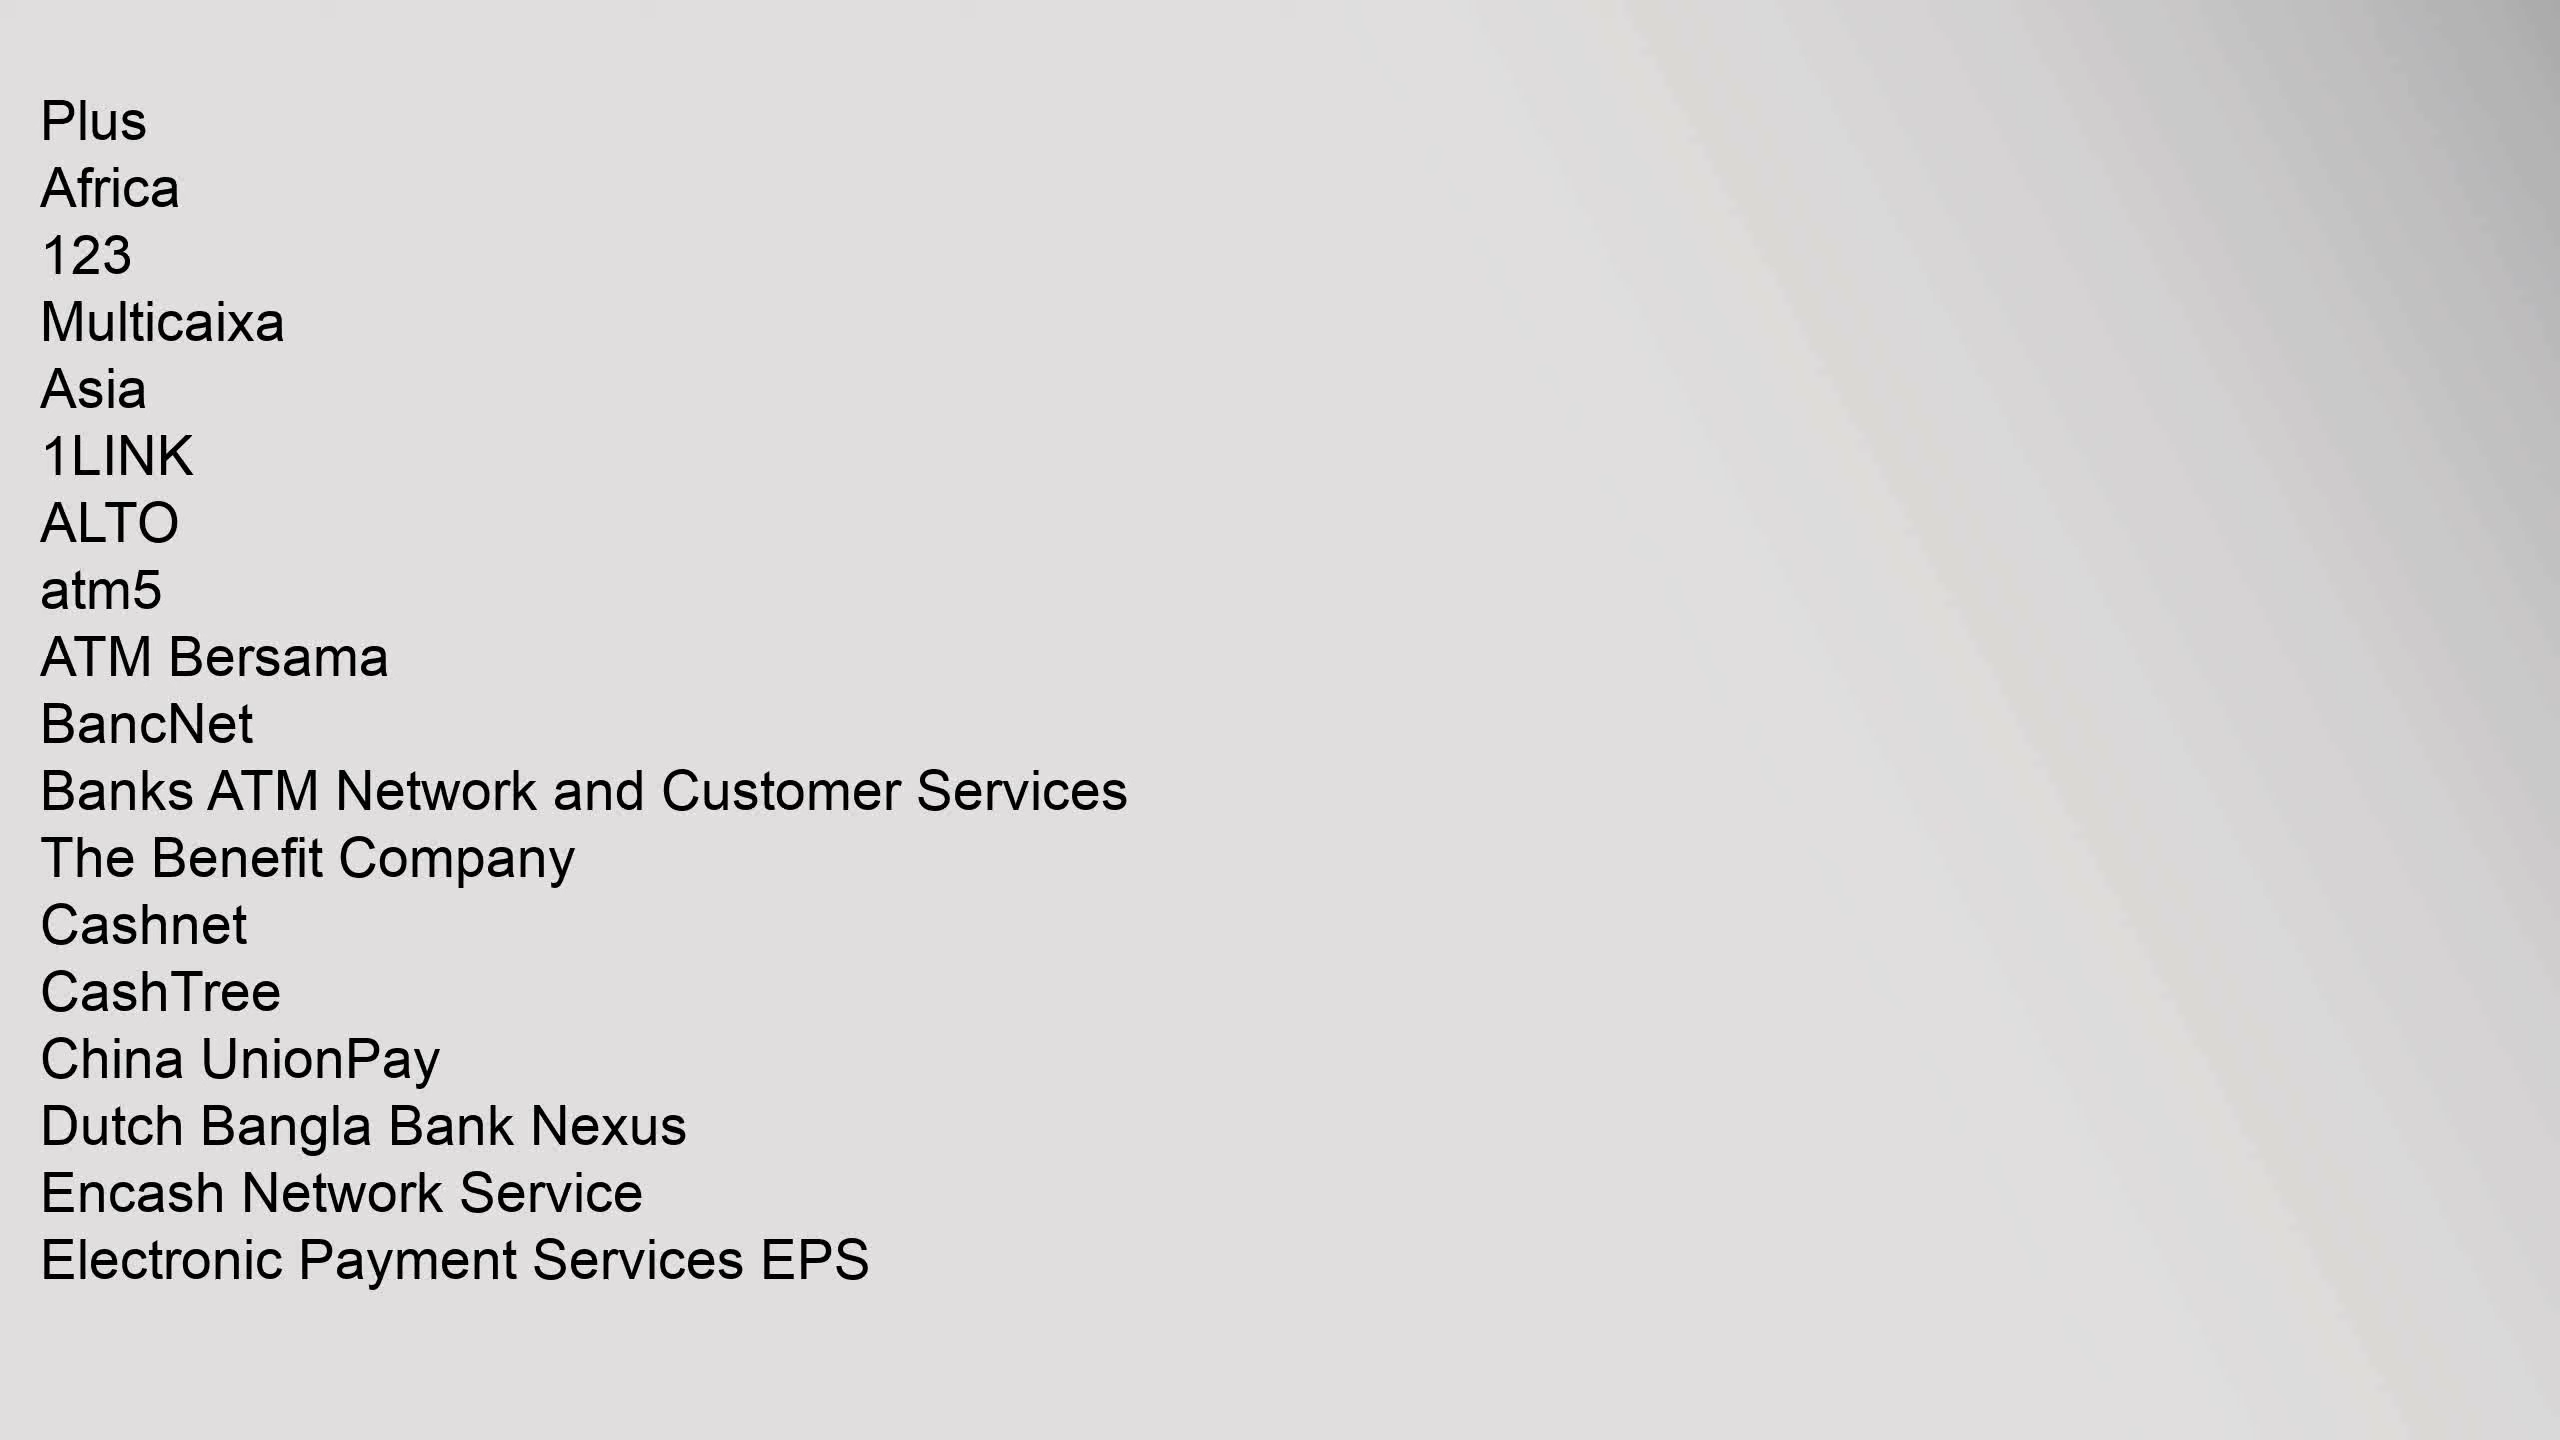 Plus
Africa
123
Multicaixa
Asia
1LINK
ALTO
atm5
ATM Bersama
BancNet
Banks ATM Network and Customer Services
The Benefit Company
Cashnet
CashTree
China UnionPay
Dutch Bangla Bank Nexus
Encash Network Service
Electronic Payment Services EPS